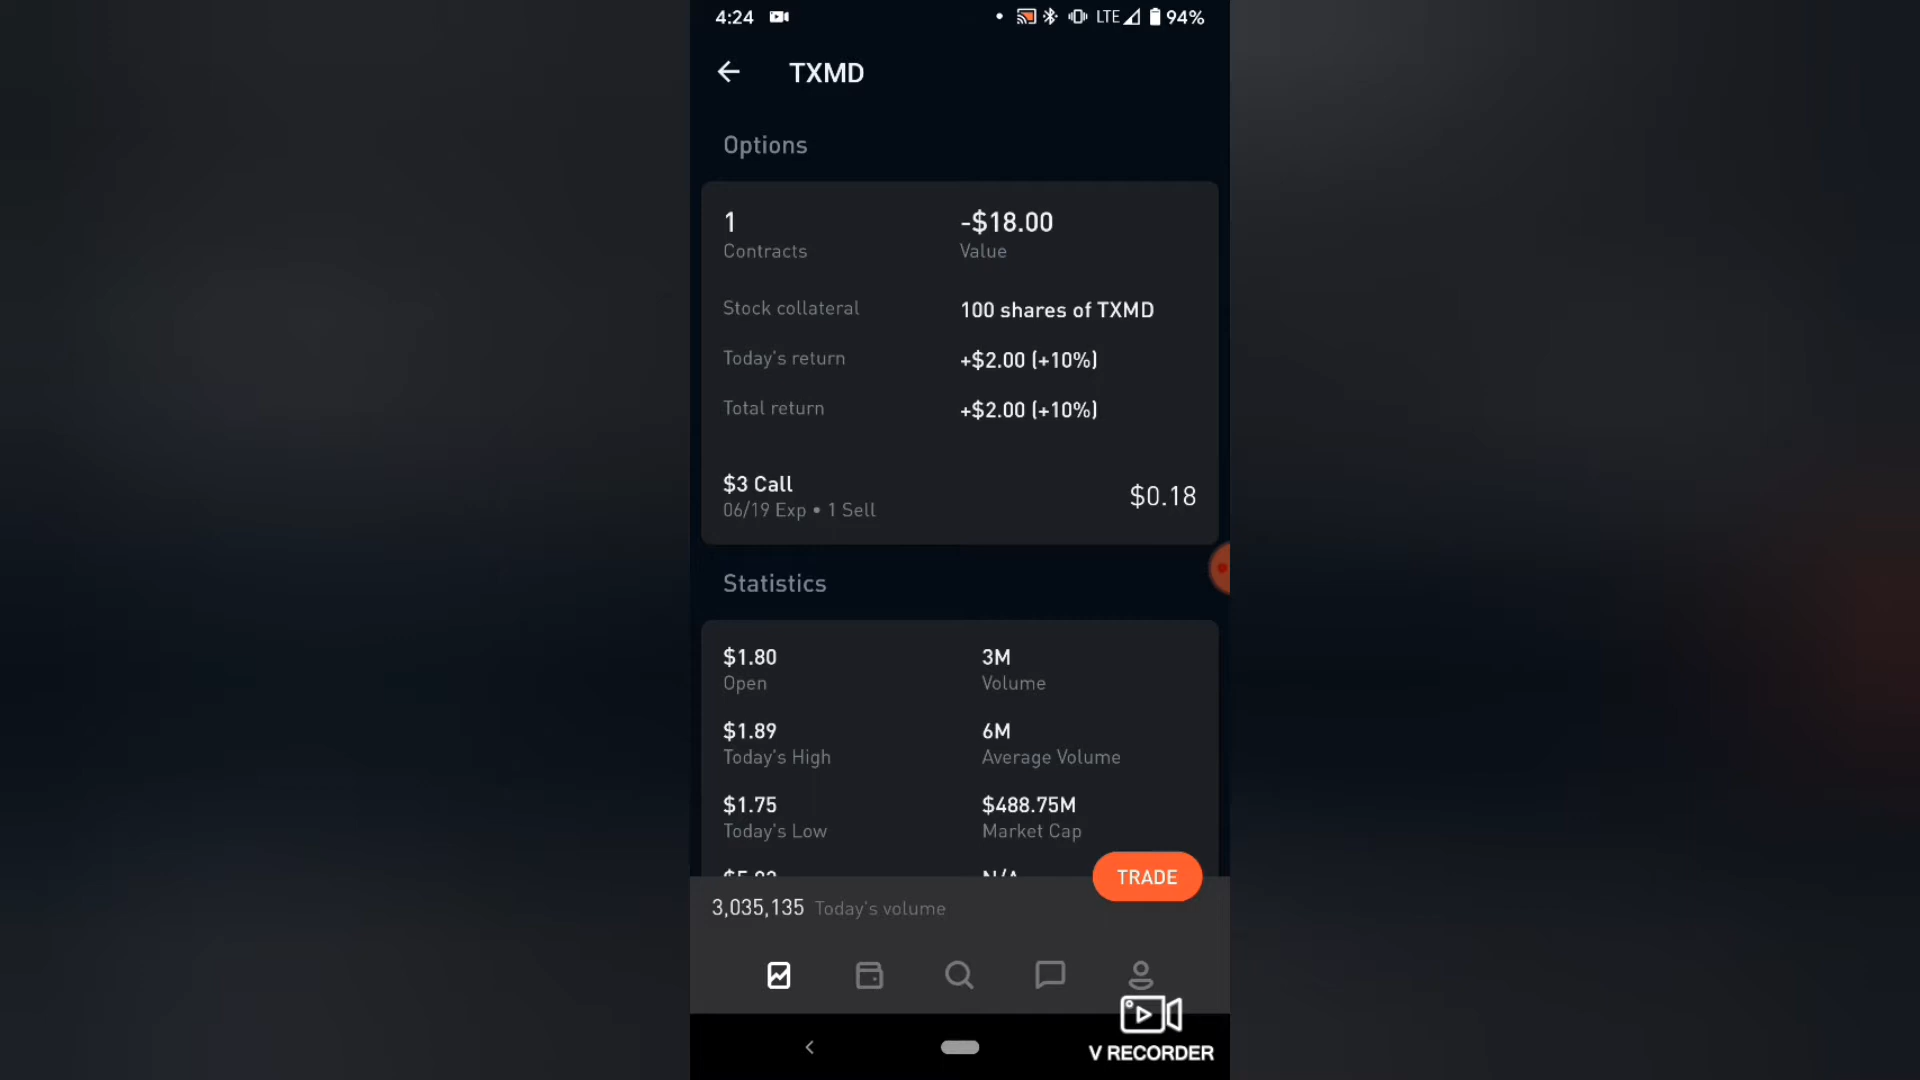 4:24 LTE 94%
TXMD
Options
1 -$18.00
Contracts Value
Stock collateral 100 shares of TXMD
Today's return +$2.00 (+10%)
Total return +$2.00 (+10%)
$3 Call
06/19 Exp • 1 Sell $0.18
Statistics
$1.80 3M
Open Volume
$1.89 6M
Today's High Average Volume
$1.75 $488.75M
Today's Low Market Cap
N/A
TRADE
3,035,135 Today's volume
V RECORDER